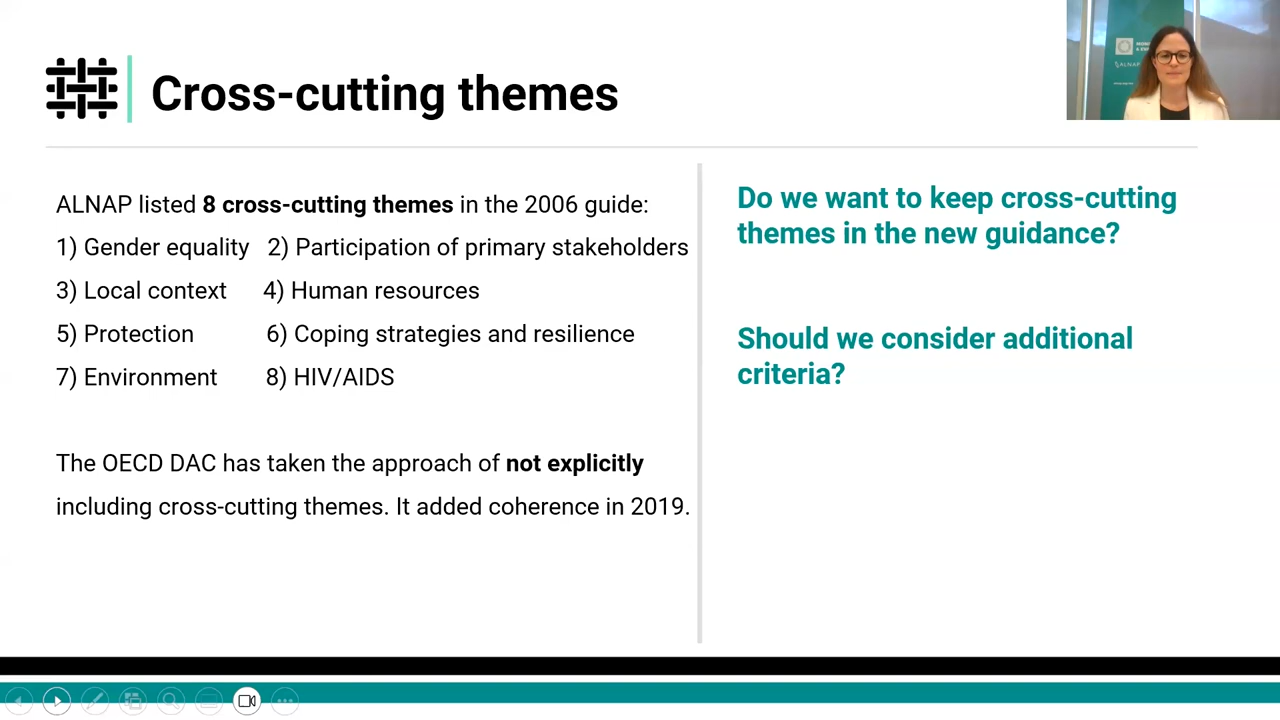 Cross-cutting themes
ALNAP listed 8 cross-cutting themes in the 2006 guide:
1) Gender equality 2) Participation of primary stakeholders
3) Local context 4) Human resources
5) Protection 6) Coping strategies and resilience
7) Environment 8) HIV/AIDS
The OECD DAC has taken the approach of not explicitly
including cross-cutting themes. It added coherence in 2019.
Do we want to keep cross-cutting
themes in the new guidance?
Should we consider additional
criteria?
ALNAP